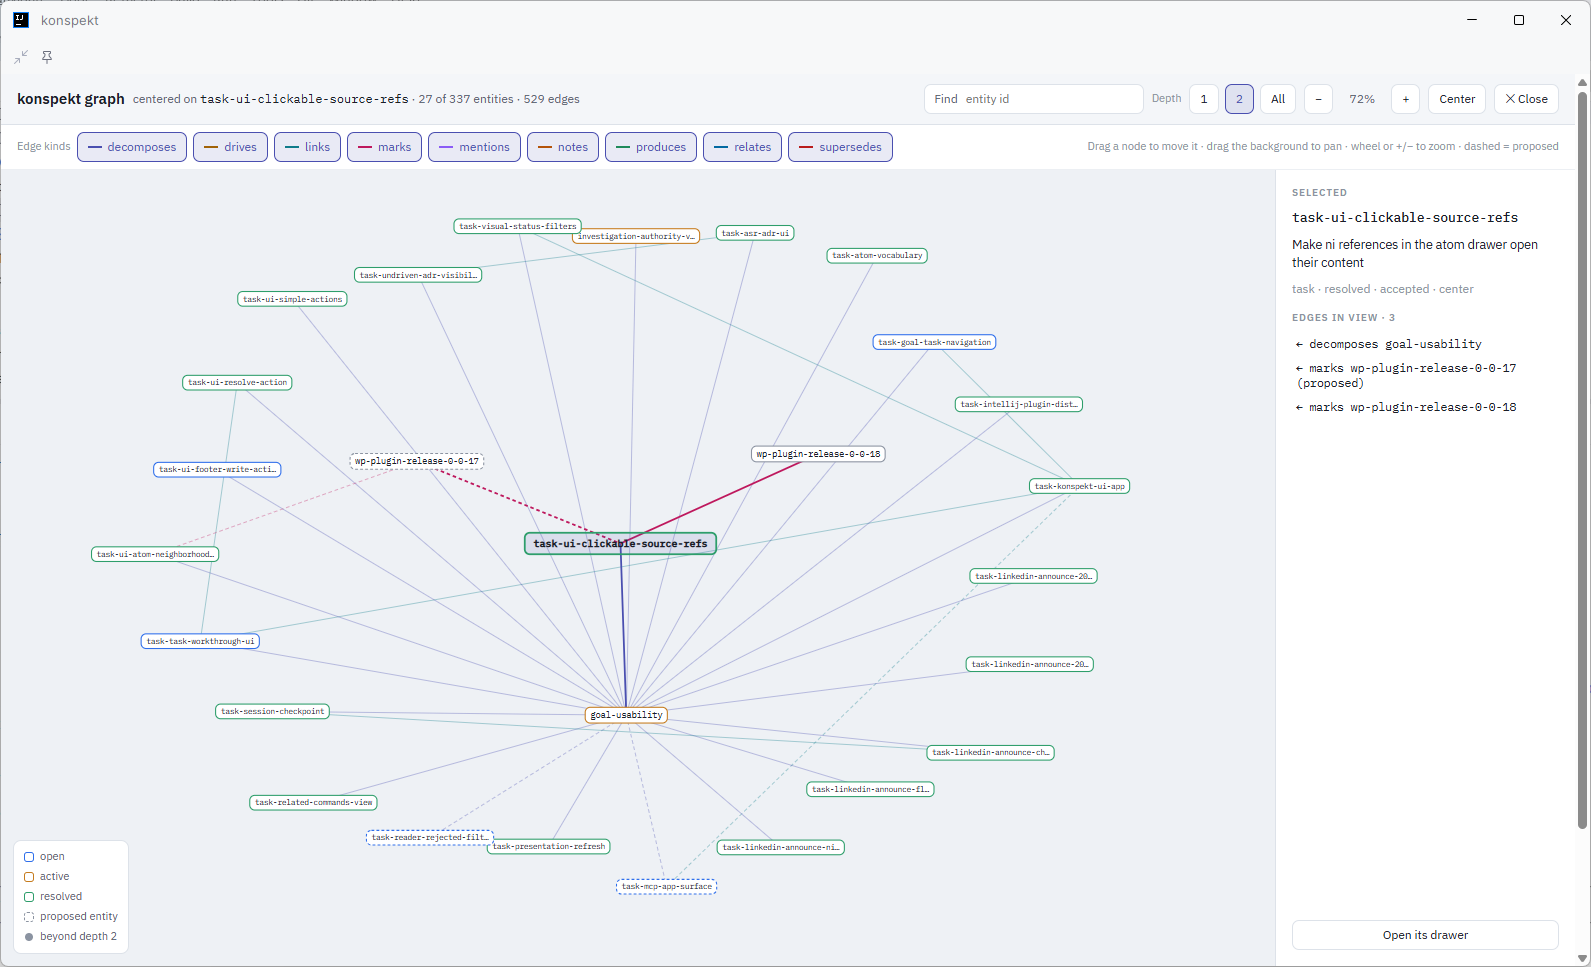 konspekt
konspekt graph centered on task-ui-clickable-source-refs · 27 of 337 entities · 529 edges
Find entity id
Depth 1 2 All − 72% + Center × Close
Edge kinds decomposes drives links marks mentions notes produces relates supersedes
Drag a node to move it · drag the background to pan · wheel or +/− to zoom · dashed = proposed
task-visual-status-filters
investigation-authority-v…
task-asr-adr-ui
task-atom-vocabulary
task-undriven-adr-visibil…
task-ui-simple-actions
task-goal-task-navigation
task-ui-resolve-action
task-intellij-plugin-dist…
wp-plugin-release-0-0-18
wp-plugin-release-0-0-17
task-ui-footer-write-acti…
task-konspekt-ui-app
task-ui-clickable-source-refs
task-ui-atom-neighborhood…
task-linkedin-announce-20…
task-task-workthrough-ui
task-linkedin-announce-20…
task-session-checkpoint
goal-usability
task-linkedin-announce-ch…
task-linkedin-announce-fl…
task-related-commands-view
task-reader-rejected-filt…
task-presentation-refresh
task-linkedin-announce-ni…
task-mcp-app-surface
open
active
resolved
proposed entity
beyond depth 2
SELECTED
task-ui-clickable-source-refs
Make ni references in the atom drawer open
their content
task · resolved · accepted · center
EDGES IN VIEW · 3
← decomposes goal-usability
← marks wp-plugin-release-0-0-17
(proposed)
← marks wp-plugin-release-0-0-18
Open its drawer